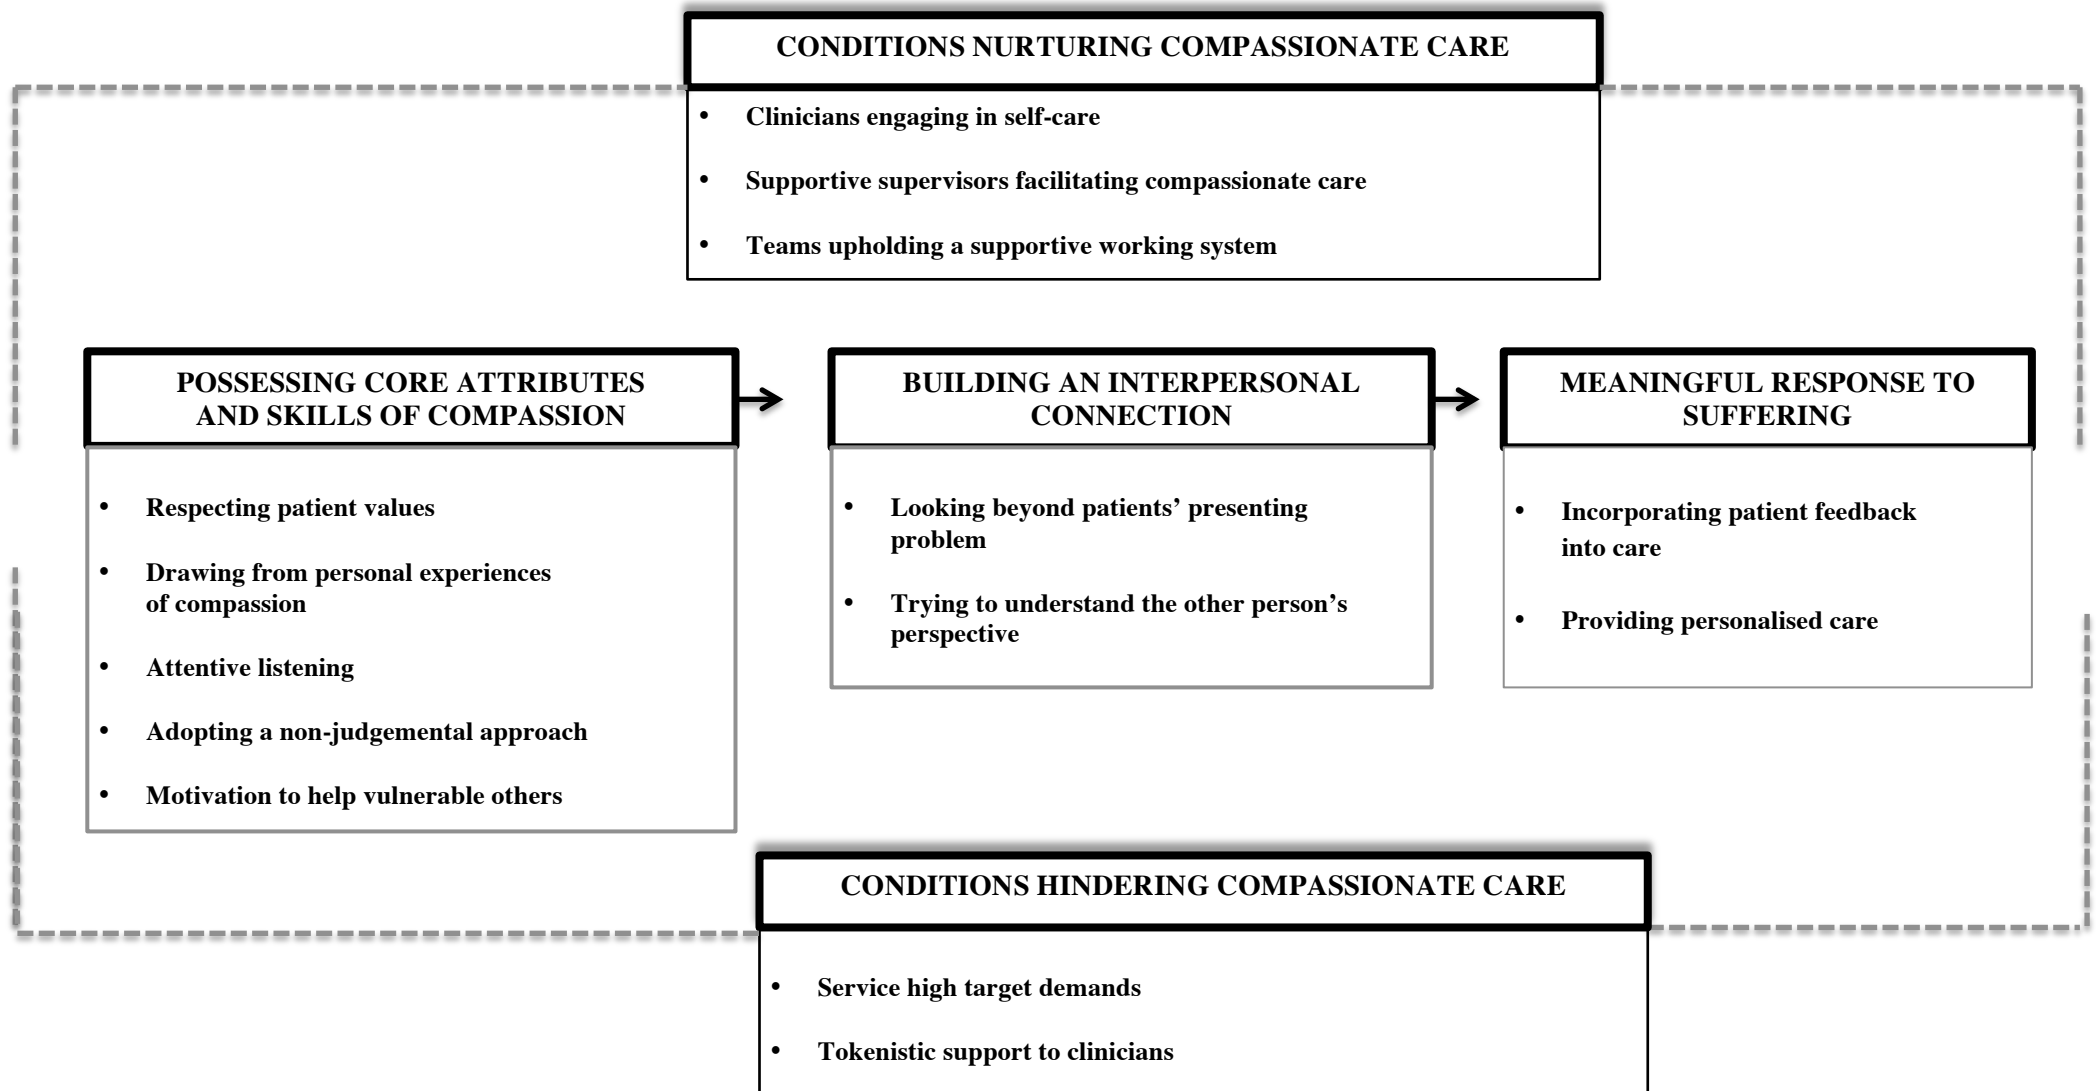 CONDITIONS NURTURING COMPASSIONATE CARE
• Clinicians engaging in self-care
• Supportive supervisors facilitating compassionate care
• Teams upholding a supportive working system
POSSESSING CORE ATTRIBUTES
AND SKILLS OF COMPASSION
• Respecting patient values
• Drawing from personal experiences
of compassion
• Attentive listening
• Adopting a non-judgemental approach
• Motivation to help vulnerable others
BUILDING AN INTERPERSONAL
CONNECTION
• Looking beyond patients’ presenting
problem
• Trying to understand the other person’s
perspective
MEANINGFUL RESPONSE TO
SUFFERING
• Incorporating patient feedback
into care
• Providing personalised care
CONDITIONS HINDERING COMPASSIONATE CARE
• Service high target demands
• Tokenistic support to clinicians